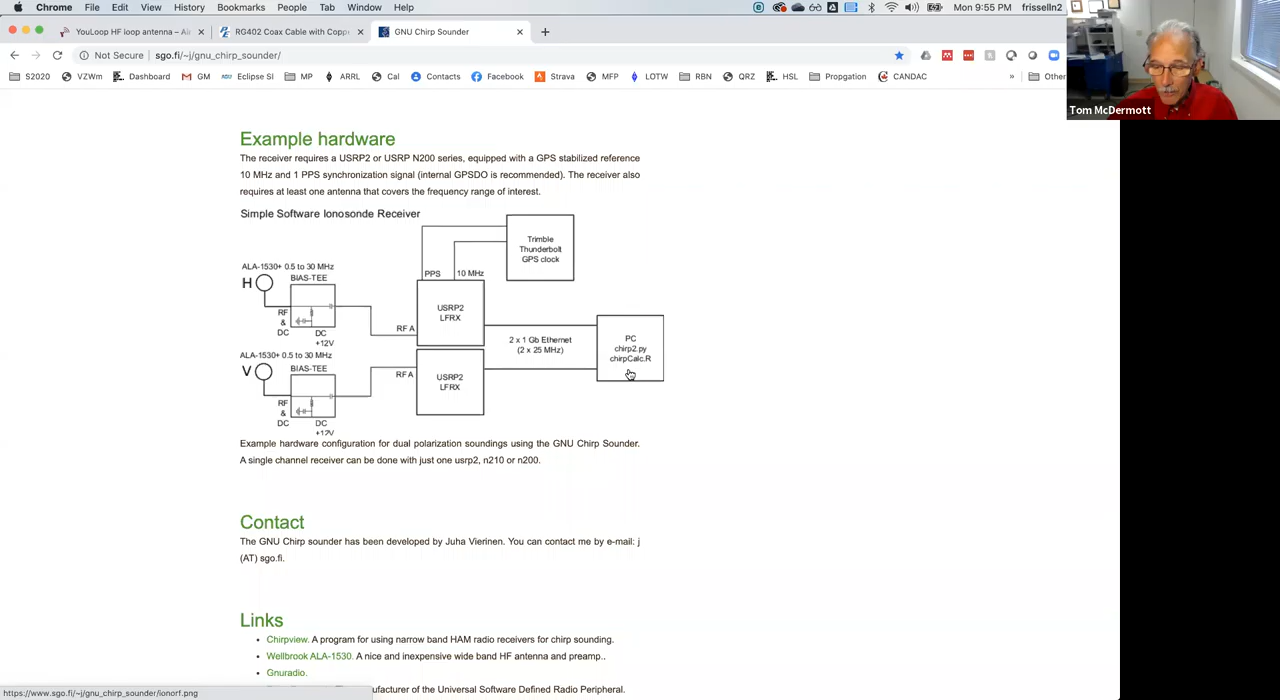 Chrome File Edit View History Bookmarks People Tab Window Help Mon 9:55 PM frisselln2
YouLoop HF loop antenna – Ai RG402 Coax Cable with Coppe GNU Chirp Sounder
Not Secure sgo.fi/~j/gnu_chirp_sounder/
S2020 VZWm Dashboard GM Eclipse SI MP ARRL Cal Contacts Facebook Strava MFP LOTW RBN QRZ HSL Propgation CANDAC » Other
Tom McDermott
Example hardware
The receiver requires a USRP2 or USRP N200 series, equipped with a GPS stabilized reference
10 MHz and 1 PPS synchronization signal (internal GPSDO is recommended). The receiver also
requires at least one antenna that covers the frequency range of interest.
Simple Software Ionosonde Receiver
Trimble
Thunderbolt
GPS clock
ALA-1530+ 0.5 to 30 MHz
BIAS-TEE
PPS 10 MHz
H
USRP2
LFRX
RF
&
DC
DC
+12V
RF A
2 x 1 Gb Ethernet
(2 x 25 MHz)
PC
chirp2.py
chirpCalc.R
ALA-1530+ 0.5 to 30 MHz
BIAS-TEE
V
RF A
USRP2
LFRX
RF
&
DC
DC
+12V
Example hardware configuration for dual polarization soundings using the GNU Chirp Sounder.
A single channel receiver can be done with just one usrp2, n210 or n200.
Contact
The GNU Chirp sounder has been developed by Juha Vierinen. You can contact me by e-mail: j
(AT) sgo.fi.
Links
Chirpview. A program for using narrow band HAM radio receivers for chirp sounding.
Wellbrook ALA-1530. A nice and inexpensive wide band HF antenna and preamp..
Gnuradio.
ufacturer of the Universal Software Defined Radio Peripheral.
https://www.sgo.fi/~j/gnu_chirp_sounder/ionorf.png